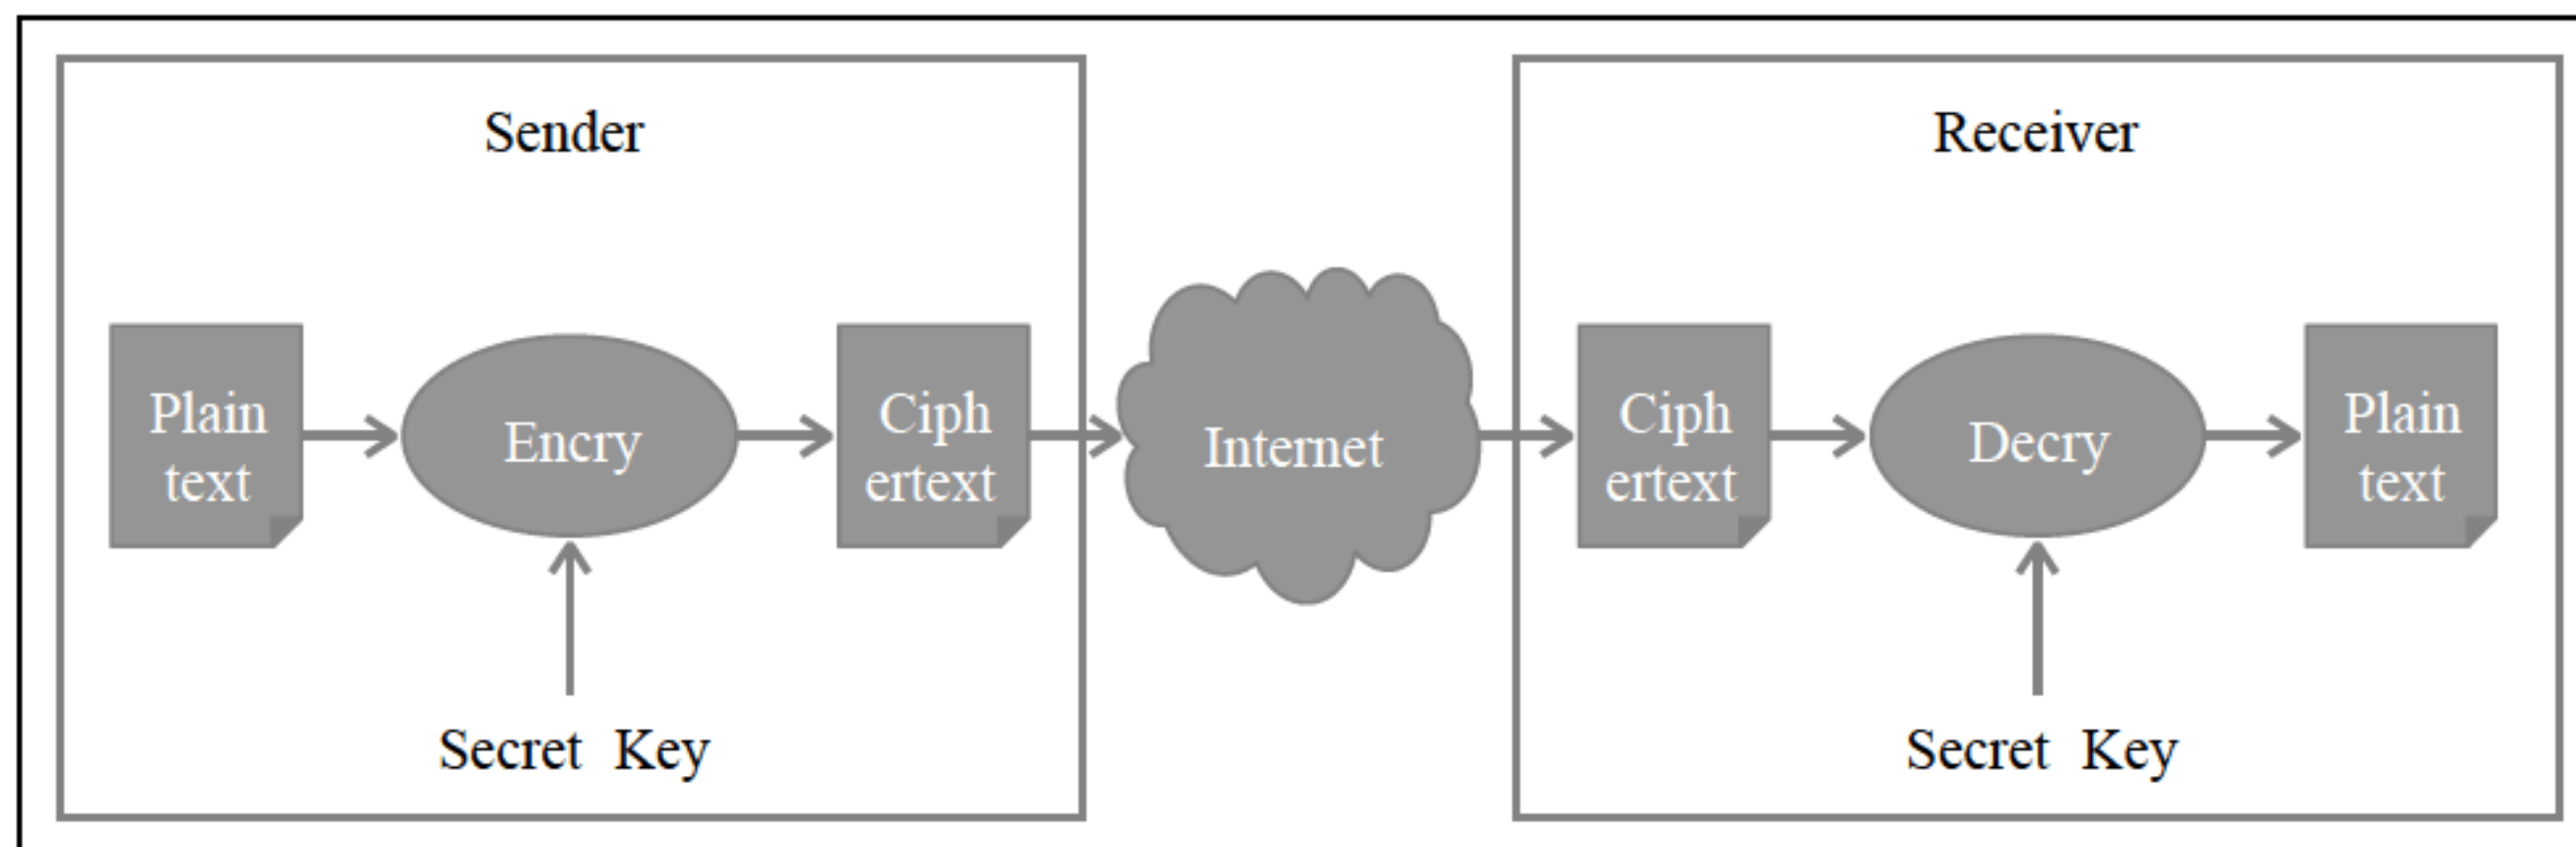 Sender
Plain
text
Encry
Ciph
ertext
Secret Key
Internet
Receiver
Ciph
ertext
Decry
Plain
text
Secret Key